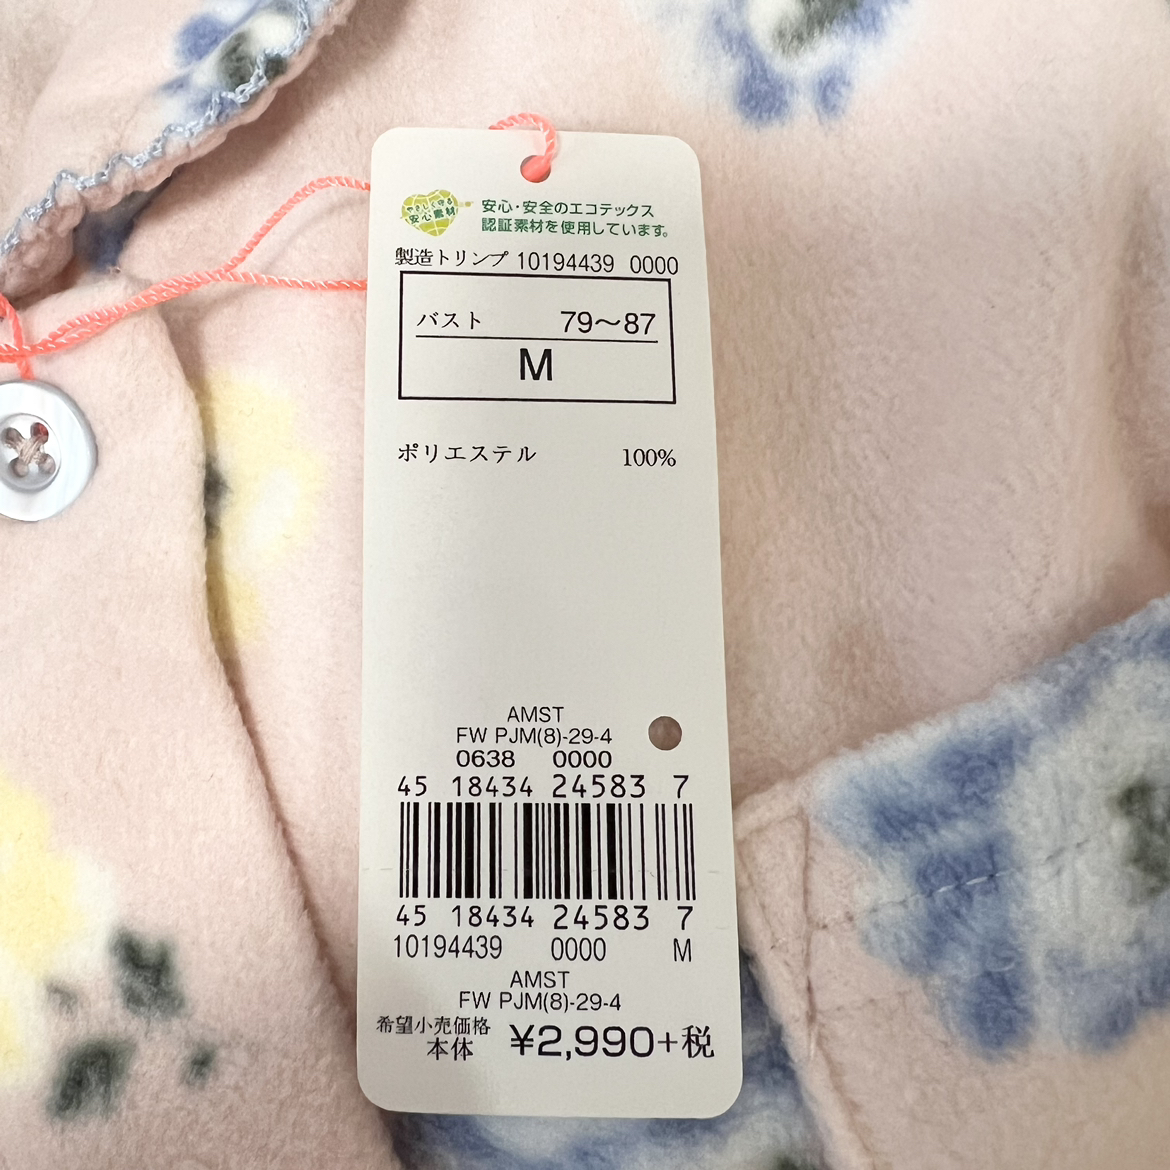 やさしく守る
安心素材
安心・安全のエコテックス
認証素材を使用しています。
製造トリンプ 10194439 0000
バスト 79～87
M
ポリエステル 100%
AMST
FW PJM(8)-29-4
0638 0000
45 18434 24583 7
45 18434 24583 7
10194439 0000 M
AMST
FW PJM(8)-29-4
希望小売価格
本体 ¥2,990+税